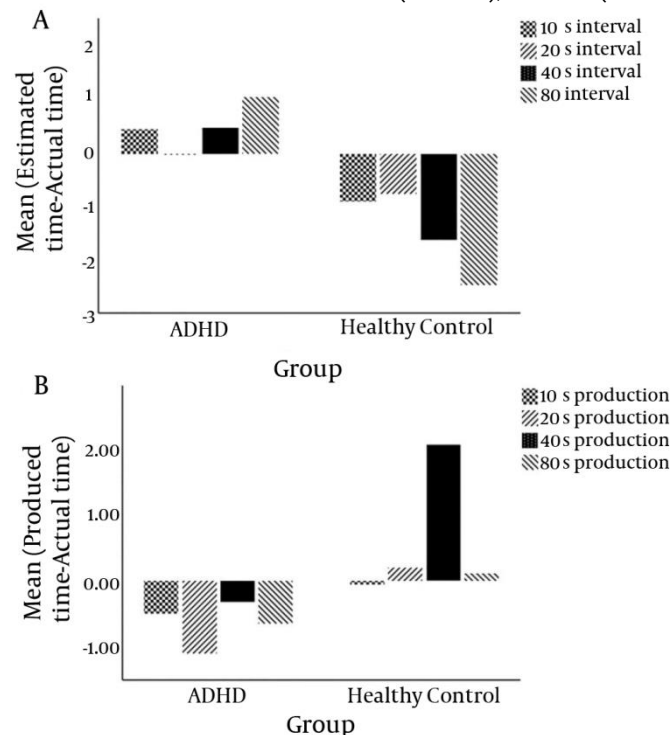 A
10 s interval
20 s interval
40 s interval
80 interval
Mean (Estimated
time-Actual time)
2
1
0
-1
-2
-3
ADHD
Healthy Control
Group
B
10 s production
20 s production
40 s production
80 s production
Mean (Produced
time-Actual time)
2.00
1.00
0.00
-1.00
ADHD
Healthy Control
Group